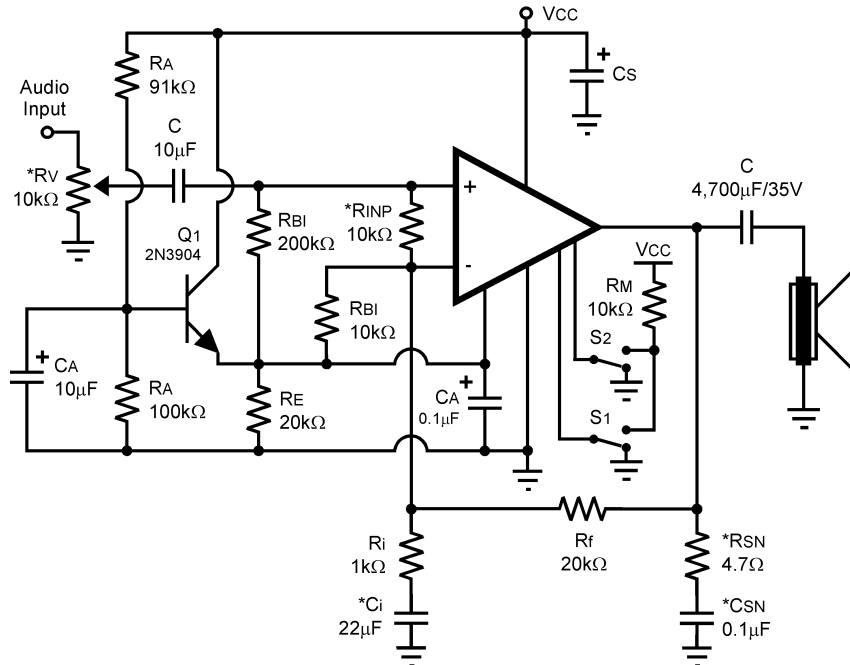 VCC
RA
91kΩ
+
CS
Audio
Input
C
10µF
C
4,700µF/35V
*RV
10kΩ
+
*RINP
10kΩ
RBI
200kΩ
Q1
2N3904
-
VCC
RM
10kΩ
RBI
10kΩ
S2
+
CA
10µF
RA
100kΩ
RE
20kΩ
+
CA
0.1µF
S1
Ri
1kΩ
Rf
20kΩ
*RSN
4.7Ω
*Ci
22µF
*CSN
0.1µF